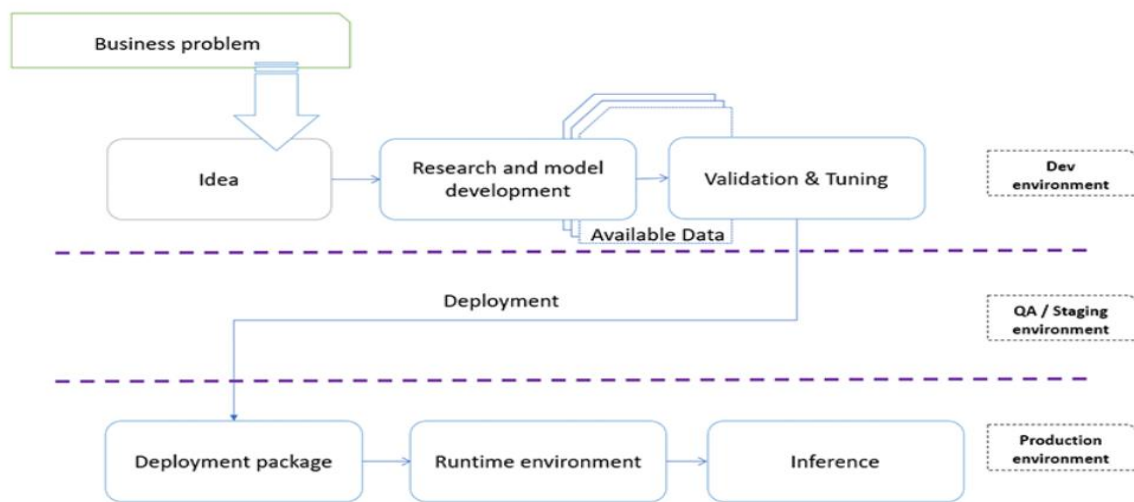 Business problem
Idea
Research and model
development
Validation & Tuning
Available Data
Dev
environment
Deployment
QA / Staging
environment
Deployment package
Runtime environment
Inference
Production
environment